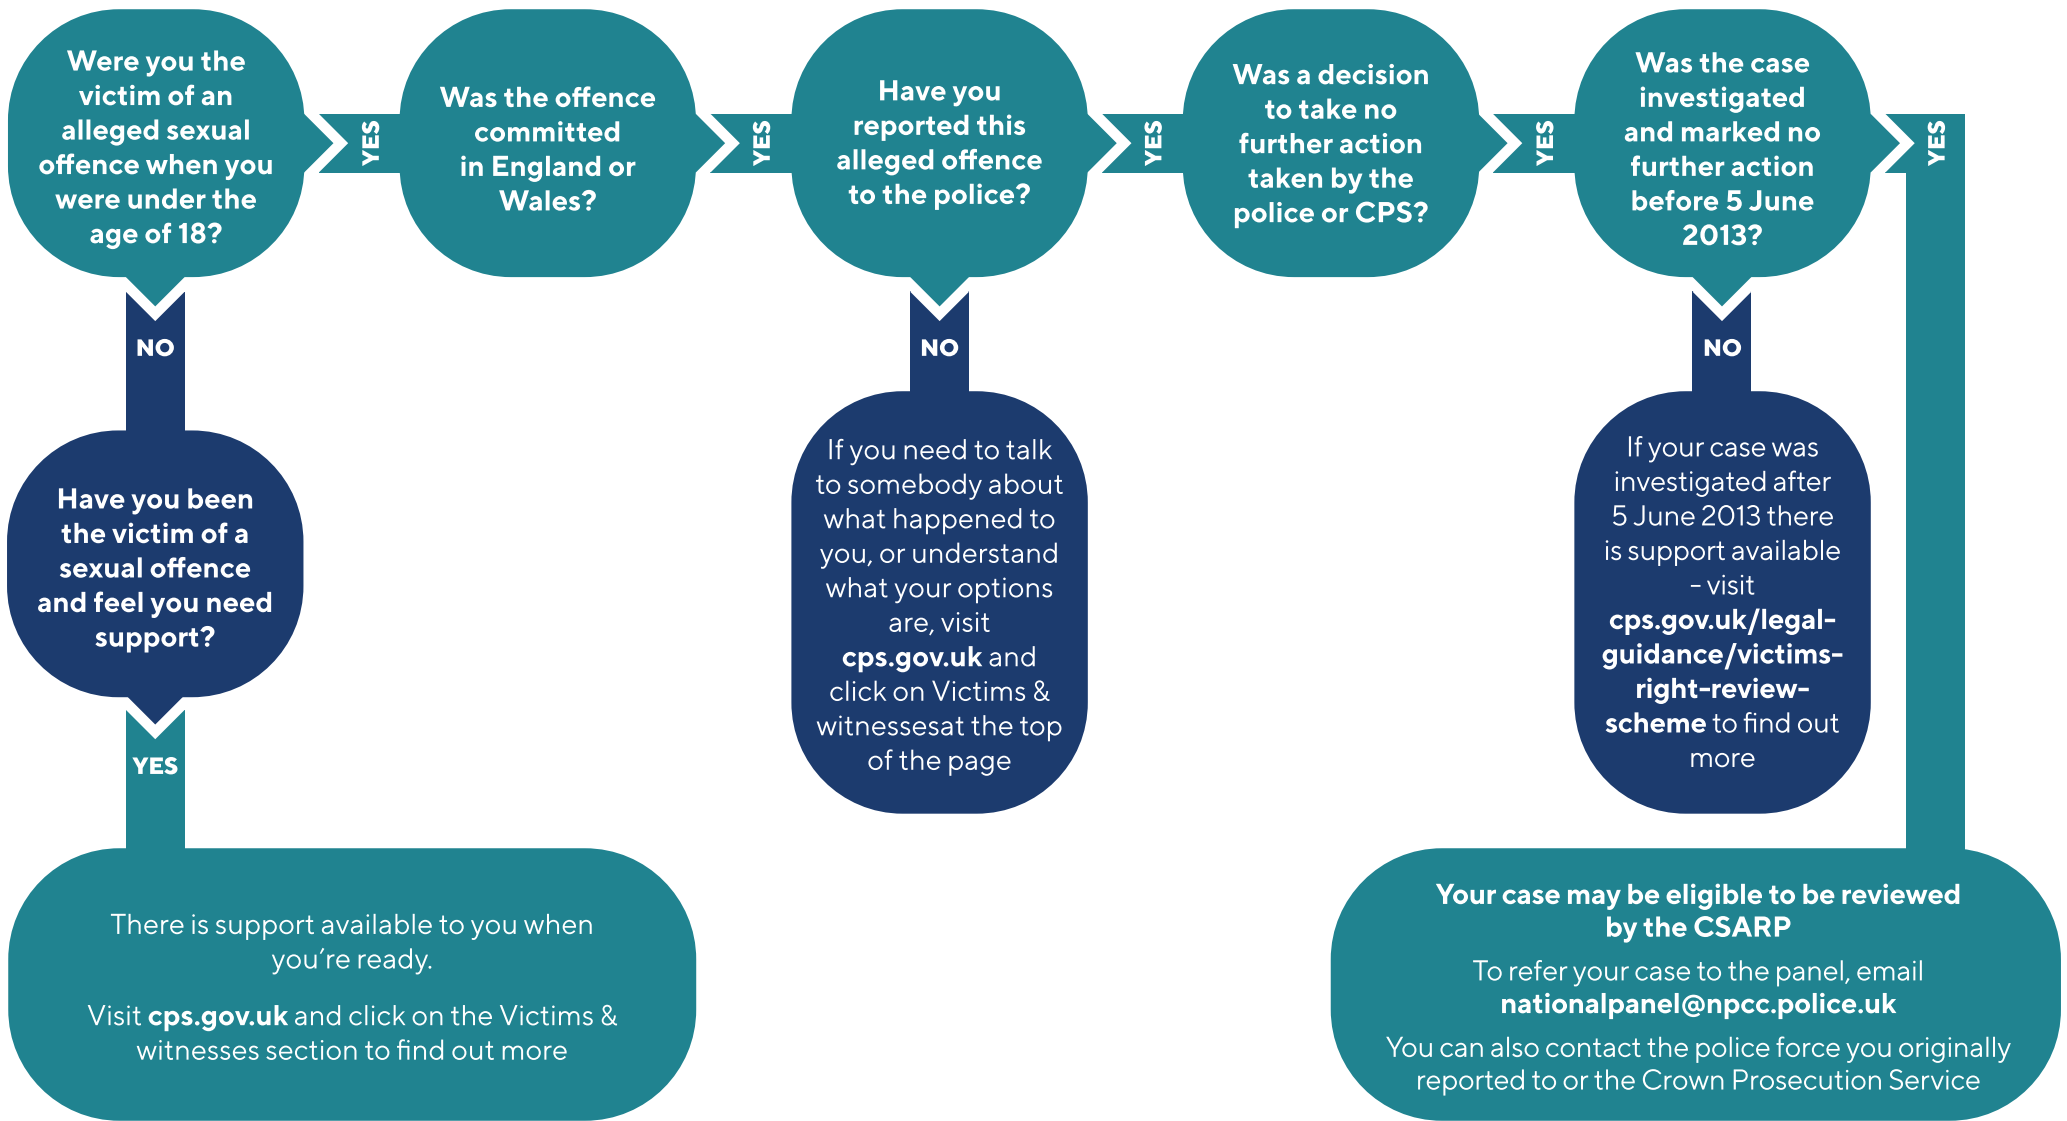 Were you the
victim of an
alleged sexual
offence when you
were under the
age of 18?
YES
Was the offence
committed
in England or
Wales?
YES
Have you
reported this
alleged offence
to the police?
YES
Was a decision
to take no
further action
taken by the
police or CPS?
YES
Was the case
investigated
and marked no
further action
before 5 June
2013?
YES
NO
Have you been
the victim of a
sexual offence
and feel you need
support?
YES
There is support available to you when
you’re ready.
Visit cps.gov.uk and click on the Victims &
witnesses section to find out more
NO
If you need to talk
to somebody about
what happened to
you, or understand
what your options
are, visit
cps.gov.uk and
click on Victims &
witnessesat the top
of the page
NO
If your case was
investigated after
5 June 2013 there
is support available
– visit
cps.gov.uk/legal-
guidance/victims-
right-review-
scheme to find out
more
Your case may be eligible to be reviewed
by the CSARP
To refer your case to the panel, email
nationalpanel@npcc.police.uk
You can also contact the police force you originally
reported to or the Crown Prosecution Service